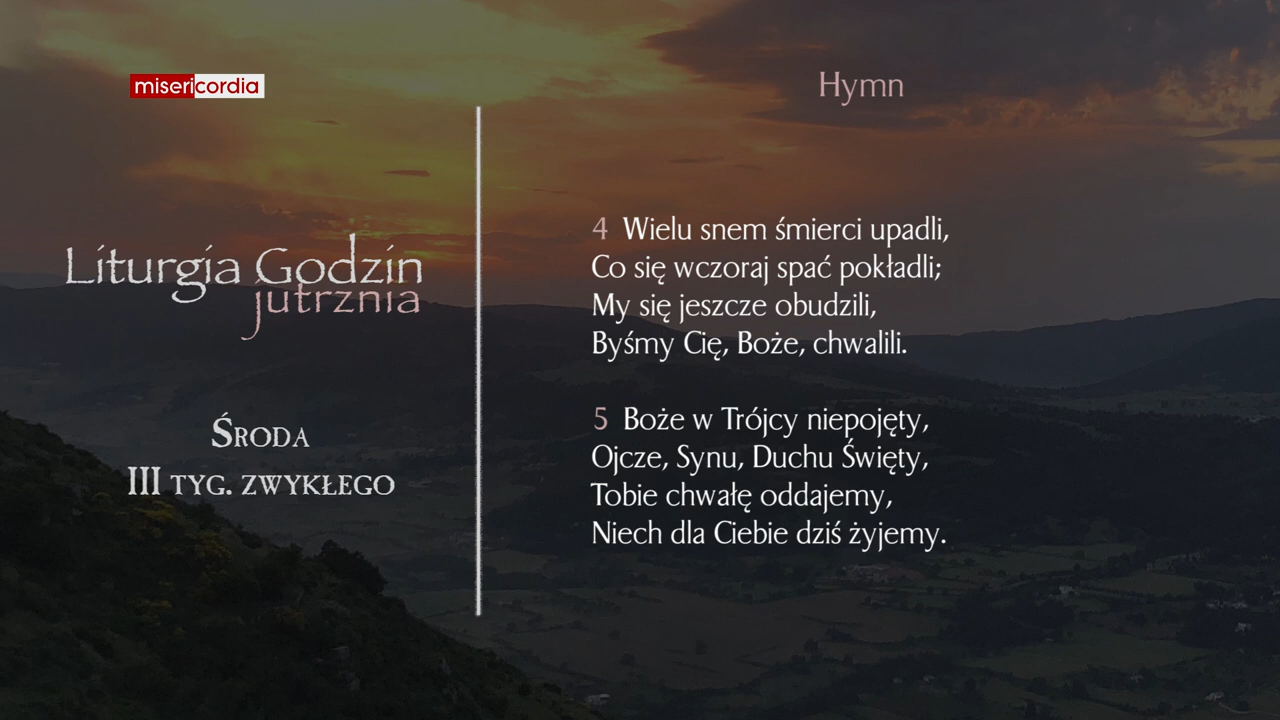 misericordia
Liturgia Godzin
jutrznia
Środa
III tyg. zwykłego
Hymn
4 Wielu snem śmierci upadli,
Co się wczoraj spać pokładli;
My się jeszcze obudzili,
Byśmy Cię, Boże, chwalili.
5 Boże w Trójcy niepojęty,
Ojcze, Synu, Duchu Święty,
Tobie chwałę oddajemy,
Niech dla Ciebie dziś żyjemy.